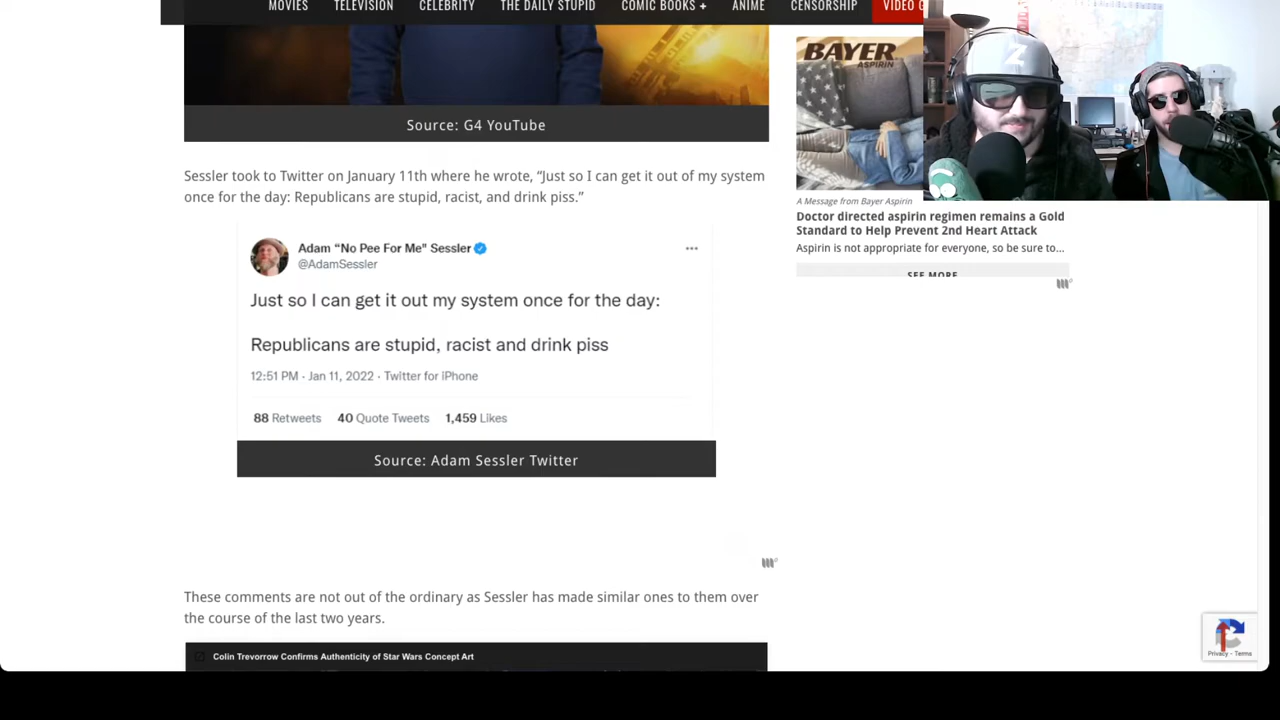 MOVIES TELEVISION CELEBRITY THE DAILY STUPID COMIC BOOKS + ANIME CENSORSHIP VIDEO
Source: G4 YouTube
BAYER
ASPIRIN
Z
A Message from Bayer Aspirin
Doctor directed aspirin regimen remains a Gold
Standard to Help Prevent 2nd Heart Attack
Aspirin is not appropriate for everyone, so be sure to...
SEE MORE
Sessler took to Twitter on January 11th where he wrote, “Just so I can get it out of my system
once for the day: Republicans are stupid, racist, and drink piss.”
Adam “No Pee For Me" Sessler
@AdamSessler
Just so I can get it out my system once for the day:
Republicans are stupid, racist and drink piss
12:51 PM · Jan 11, 2022 · Twitter for iPhone
88 Retweets 40 Quote Tweets 1,459 Likes
Source: Adam Sessler Twitter
These comments are not out of the ordinary as Sessler has made similar ones to them over
the course of the last two years.
Colin Trevorrow Confirms Authenticity of Star Wars Concept Art
Privacy - Terms